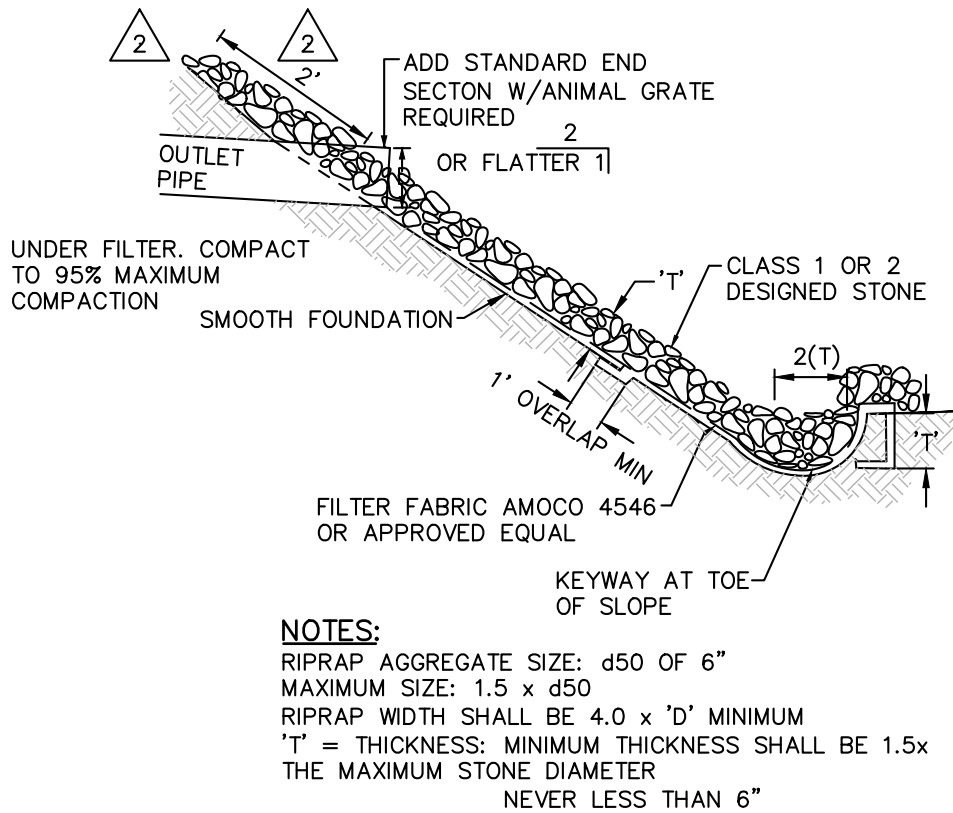 2
2
2'
ADD STANDARD END
SECTON W/ANIMAL GRATE
REQUIRED
2
OR FLATTER 1
OUTLET
PIPE
UNDER FILTER. COMPACT
TO 95% MAXIMUM
COMPACTION
SMOOTH FOUNDATION
'T'
CLASS 1 OR 2
DESIGNED STONE
2(T)
'T'
1' OVERLAP MIN
FILTER FABRIC AMOCO 4546
OR APPROVED EQUAL
KEYWAY AT TOE
OF SLOPE
NOTES:
RIPRAP AGGREGATE SIZE: d50 OF 6"
MAXIMUM SIZE: 1.5 x d50
RIPRAP WIDTH SHALL BE 4.0 x 'D' MINIMUM
'T' = THICKNESS: MINIMUM THICKNESS SHALL BE 1.5x
THE MAXIMUM STONE DIAMETER
NEVER LESS THAN 6"